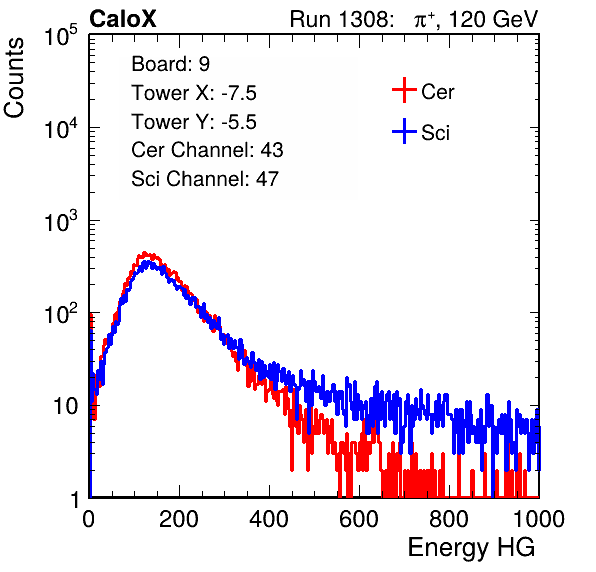 CaloX Run 1308: π⁺, 120 GeV
Counts
10⁵
10⁴
10³
10²
10
1
Board: 9
Tower X: -7.5
Tower Y: -5.5
Cer Channel: 43
Sci Channel: 47
Cer
Sci
0 200 400 600 800 1000
Energy HG